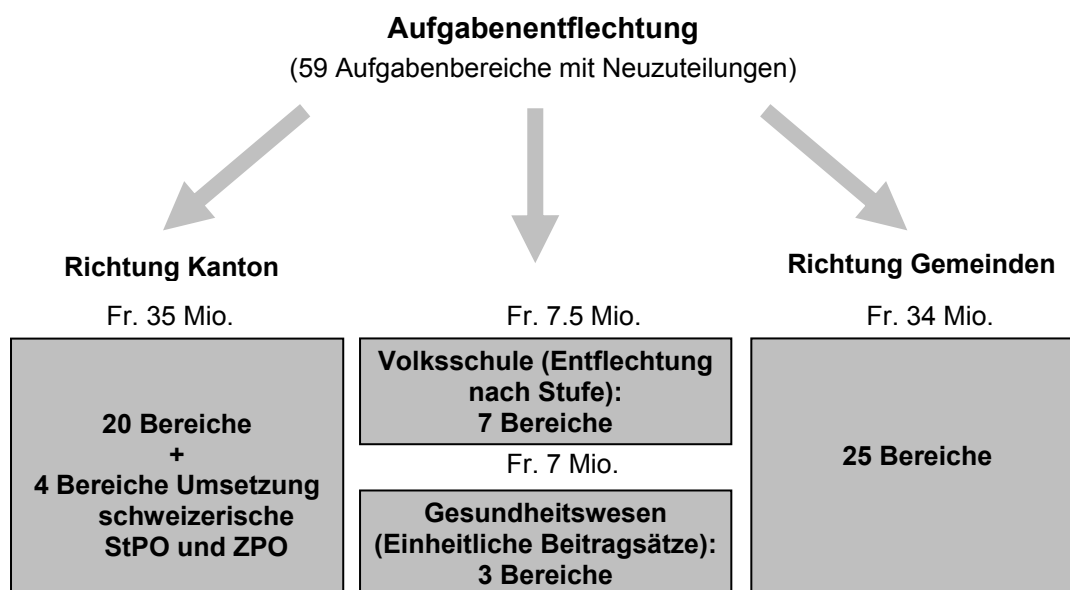 Aufgabenentflechtung
(59 Aufgabenbereiche mit Neuzuteilungen)
Richtung Kanton
Fr. 35 Mio.
20 Bereiche
+
4 Bereiche Umsetzung
schweizerische
StPO und ZPO
Fr. 7.5 Mio.
Volksschule (Entflechtung
nach Stufe):
7 Bereiche
Fr. 7 Mio.
Gesundheitswesen
(Einheitliche Beitragsätze):
3 Bereiche
Richtung Gemeinden
Fr. 34 Mio.
25 Bereiche